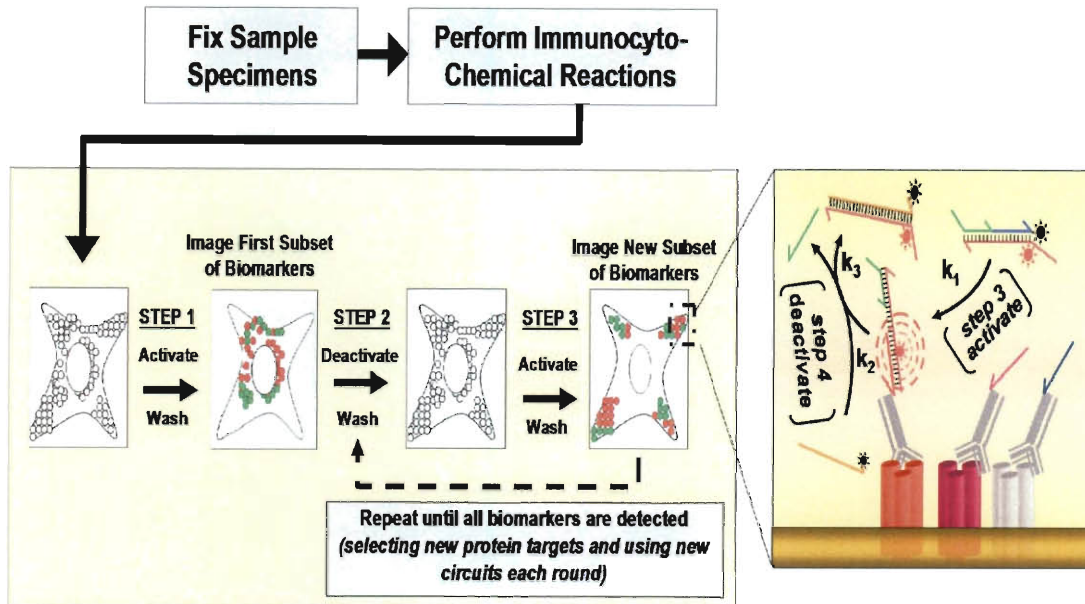 Fix Sample
Specimens
Perform Immunocyto-
Chemical Reactions
Image First Subset
of Biomarkers
Image New Subset
of Biomarkers
STEP 1
Activate
Wash
STEP 2
Deactivate
Wash
STEP 3
Activate
Wash
Repeat until all biomarkers are detected
(selecting new protein targets and using new
circuits each round)
k3
k1
(step 3
activate)
k2
(step 4
deactivate)